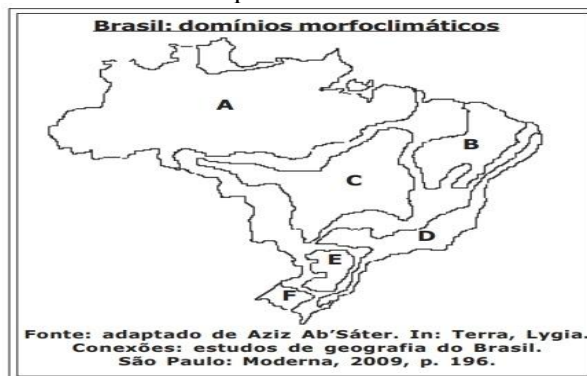 Brasil: domínios morfoclimáticos
A
B
C
D
E
F
Fonte: adaptado de Aziz Ab'Sáter. In: Terra, Lygia.
Conexões: estudos de geografia do Brasil.
São Paulo: Moderna, 2009, p. 196.